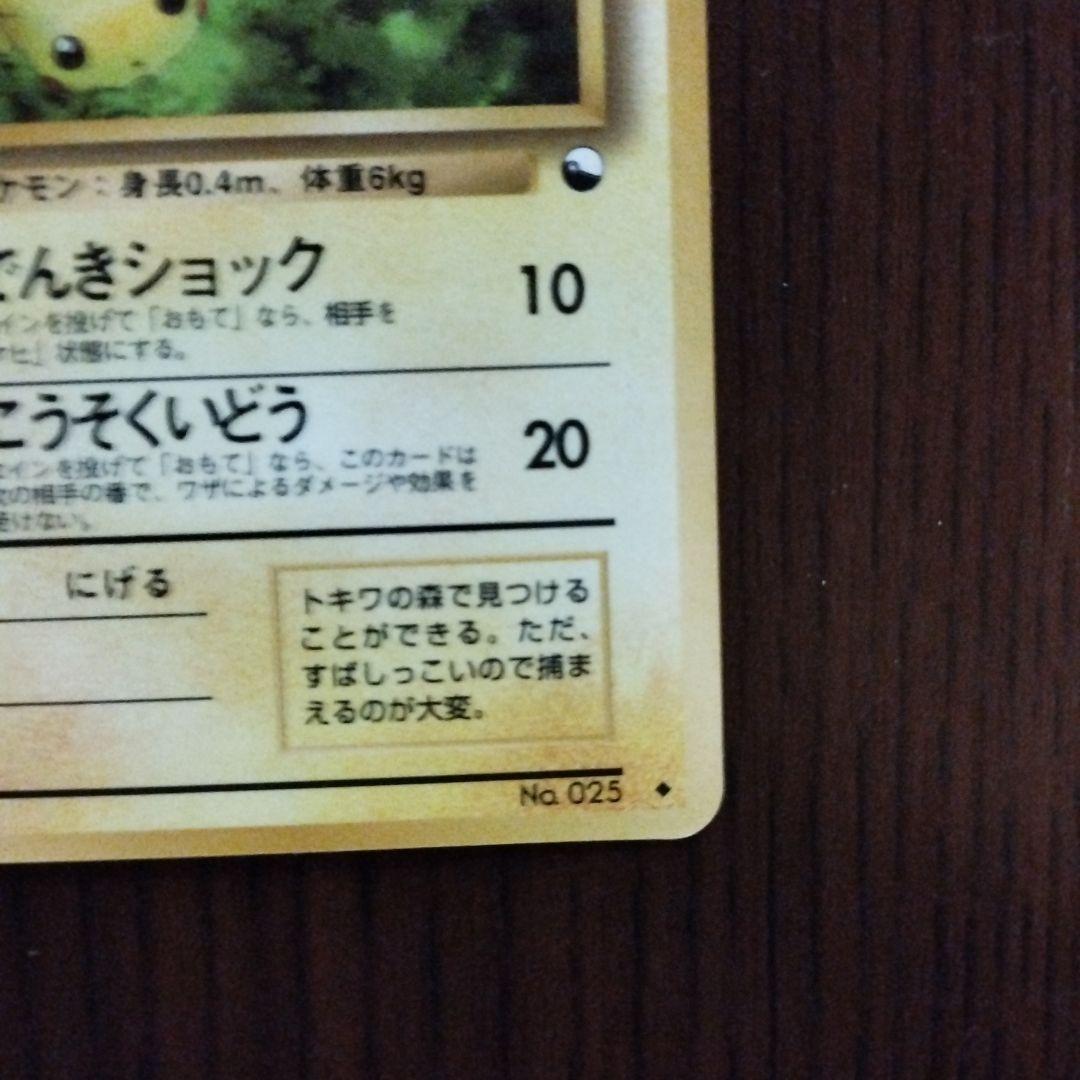 ケモン：身長0.4m、体重6kg
でんきショック 10
インを投げて「おもて」なら、相手を
ヒ」状態にする。
こうそくいどう 20
インを投げて「おもて」なら、このカードは
の相手の番で、ワザによるダメージや効果を
受けない。
にげる
トキワの森で見つける
ことができる。ただ、
すばしっこいので捕ま
えるのが大変。
No. 025 ◆